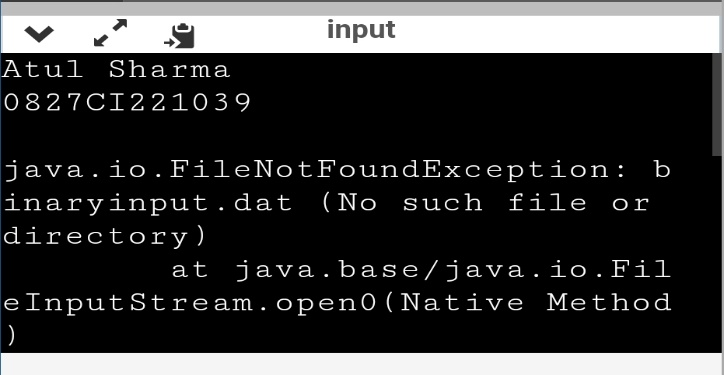 input
Atul Sharma
0827CI221039

java.io.FileNotFoundException: b
inaryinput.dat (No such file or
directory)
        at java.base/java.io.Fil
eInputStream.open0(Native Method
)